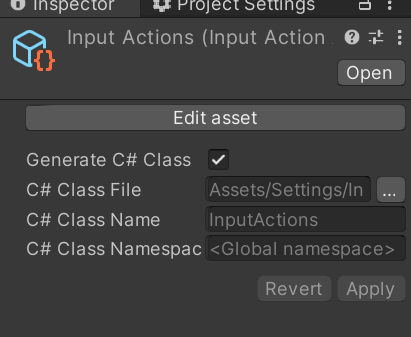 Inspector
Project Settings
Input Actions (Input Action
Open
Edit asset
Generate C# Class
C# Class File
Assets/Settings/In
...
C# Class Name
InputActions
C# Class Namespac
<Global namespace>
Revert
Apply